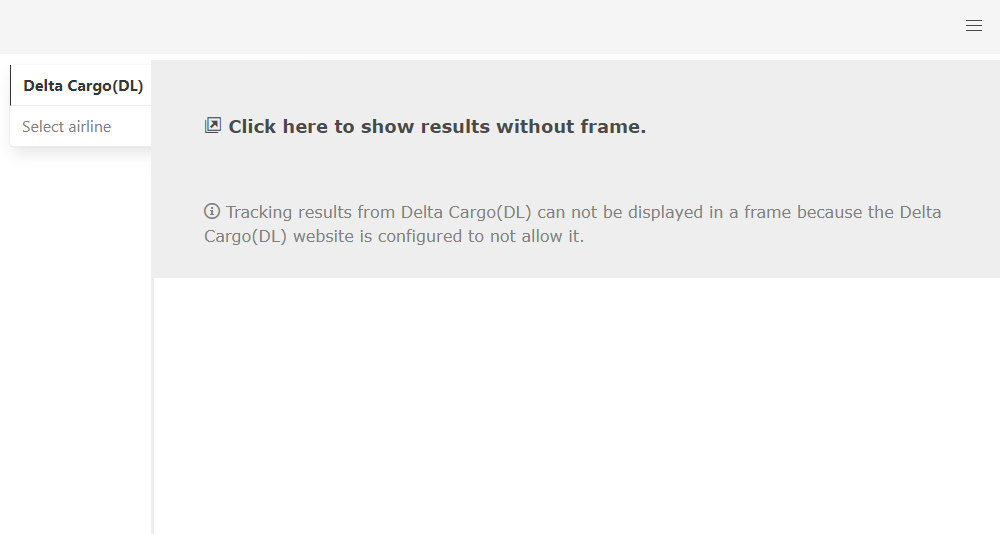 Delta Cargo(DL)
Select airline
Click here to show results without frame.
Tracking results from Delta Cargo(DL) can not be displayed in a frame because the Delta
Cargo(DL) website is configured to not allow it.